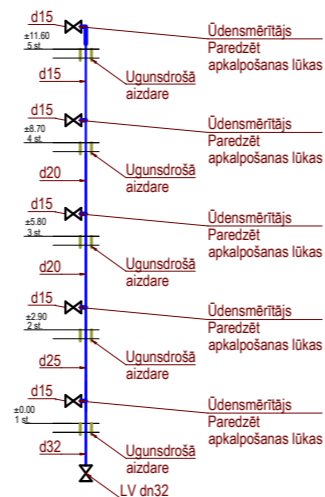 d15
Ūdensmērītājs
±11.60
5 st.
Paredzēt
apkalpošanas lūkas
d15
Ugunsdrošā
aizdare
d15
Ūdensmērītājs
±8.70
4 st.
Paredzēt
apkalpošanas lūkas
d20
Ugunsdrošā
aizdare
d15
Ūdensmērītājs
±5.80
3 st.
Paredzēt
apkalpošanas lūkas
d20
Ugunsdrošā
aizdare
d15
Ūdensmērītājs
±2.90
2 st.
Paredzēt
apkalpošanas lūkas
d25
Ugunsdrošā
aizdare
d15
Ūdensmērītājs
±0.00
1 st.
Paredzēt
apkalpošanas lūkas
d32
Ugunsdrošā
aizdare
LV dn32